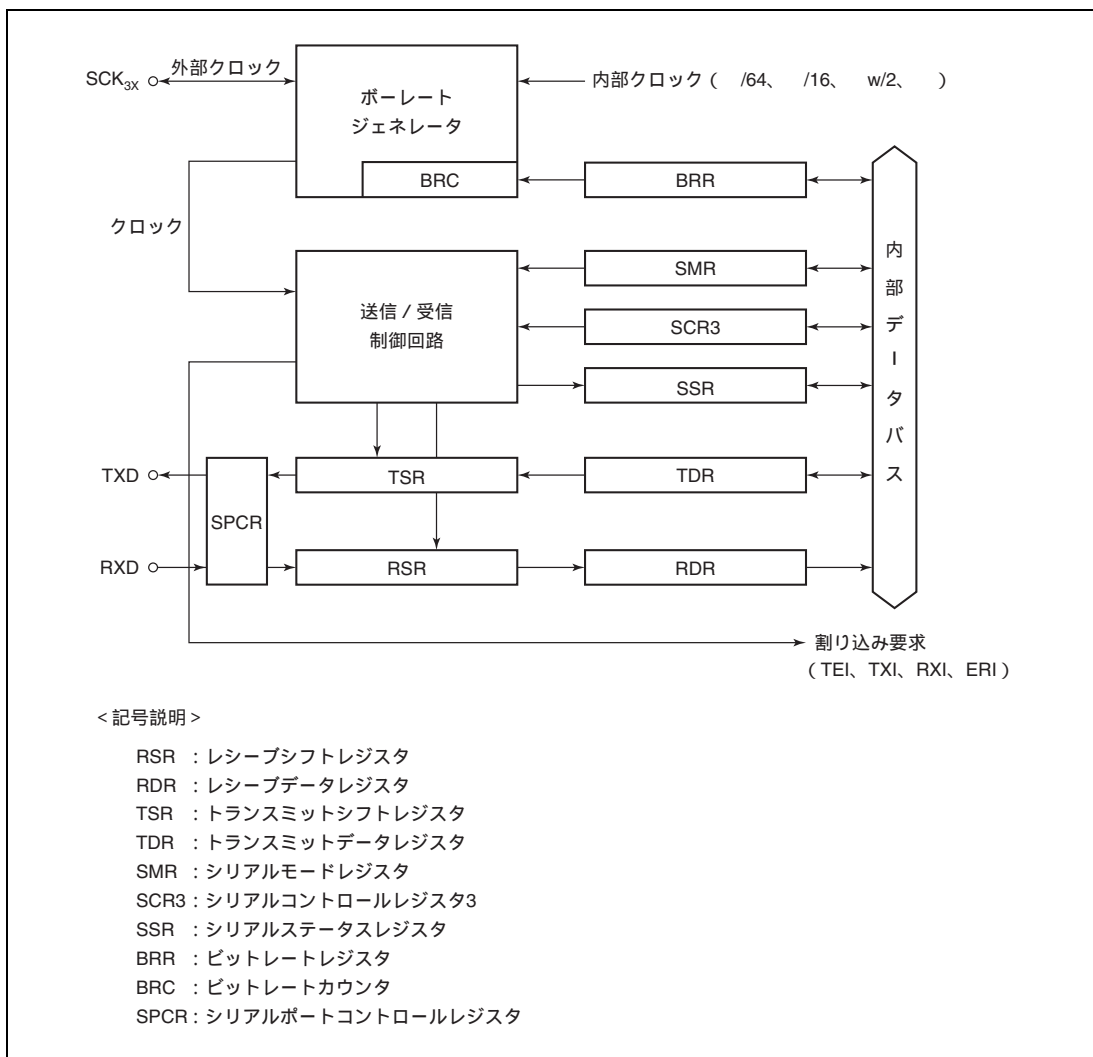 SCK3X
外部クロック
ボーレート
ジェネレータ
内部クロック ( /64、 /16、 w/2、 )
BRC
BRR
クロック
送信 / 受信
制御回路
SMR
SCR3
SSR
内部データバス
TXD
SPCR
TSR
TDR
RXD
RSR
RDR
割り込み要求
( TEI、TXI、RXI、ERI )
<記号説明>
RSR : レシーブシフトレジスタ
RDR : レシーブデータレジスタ
TSR : トランスミットシフトレジスタ
TDR : トランスミットデータレジスタ
SMR : シリアルモードレジスタ
SCR3 : シリアルコントロールレジスタ3
SSR : シリアルステータスレジスタ
BRR : ビットレートレジスタ
BRC : ビットレートカウンタ
SPCR : シリアルポートコントロールレジスタ